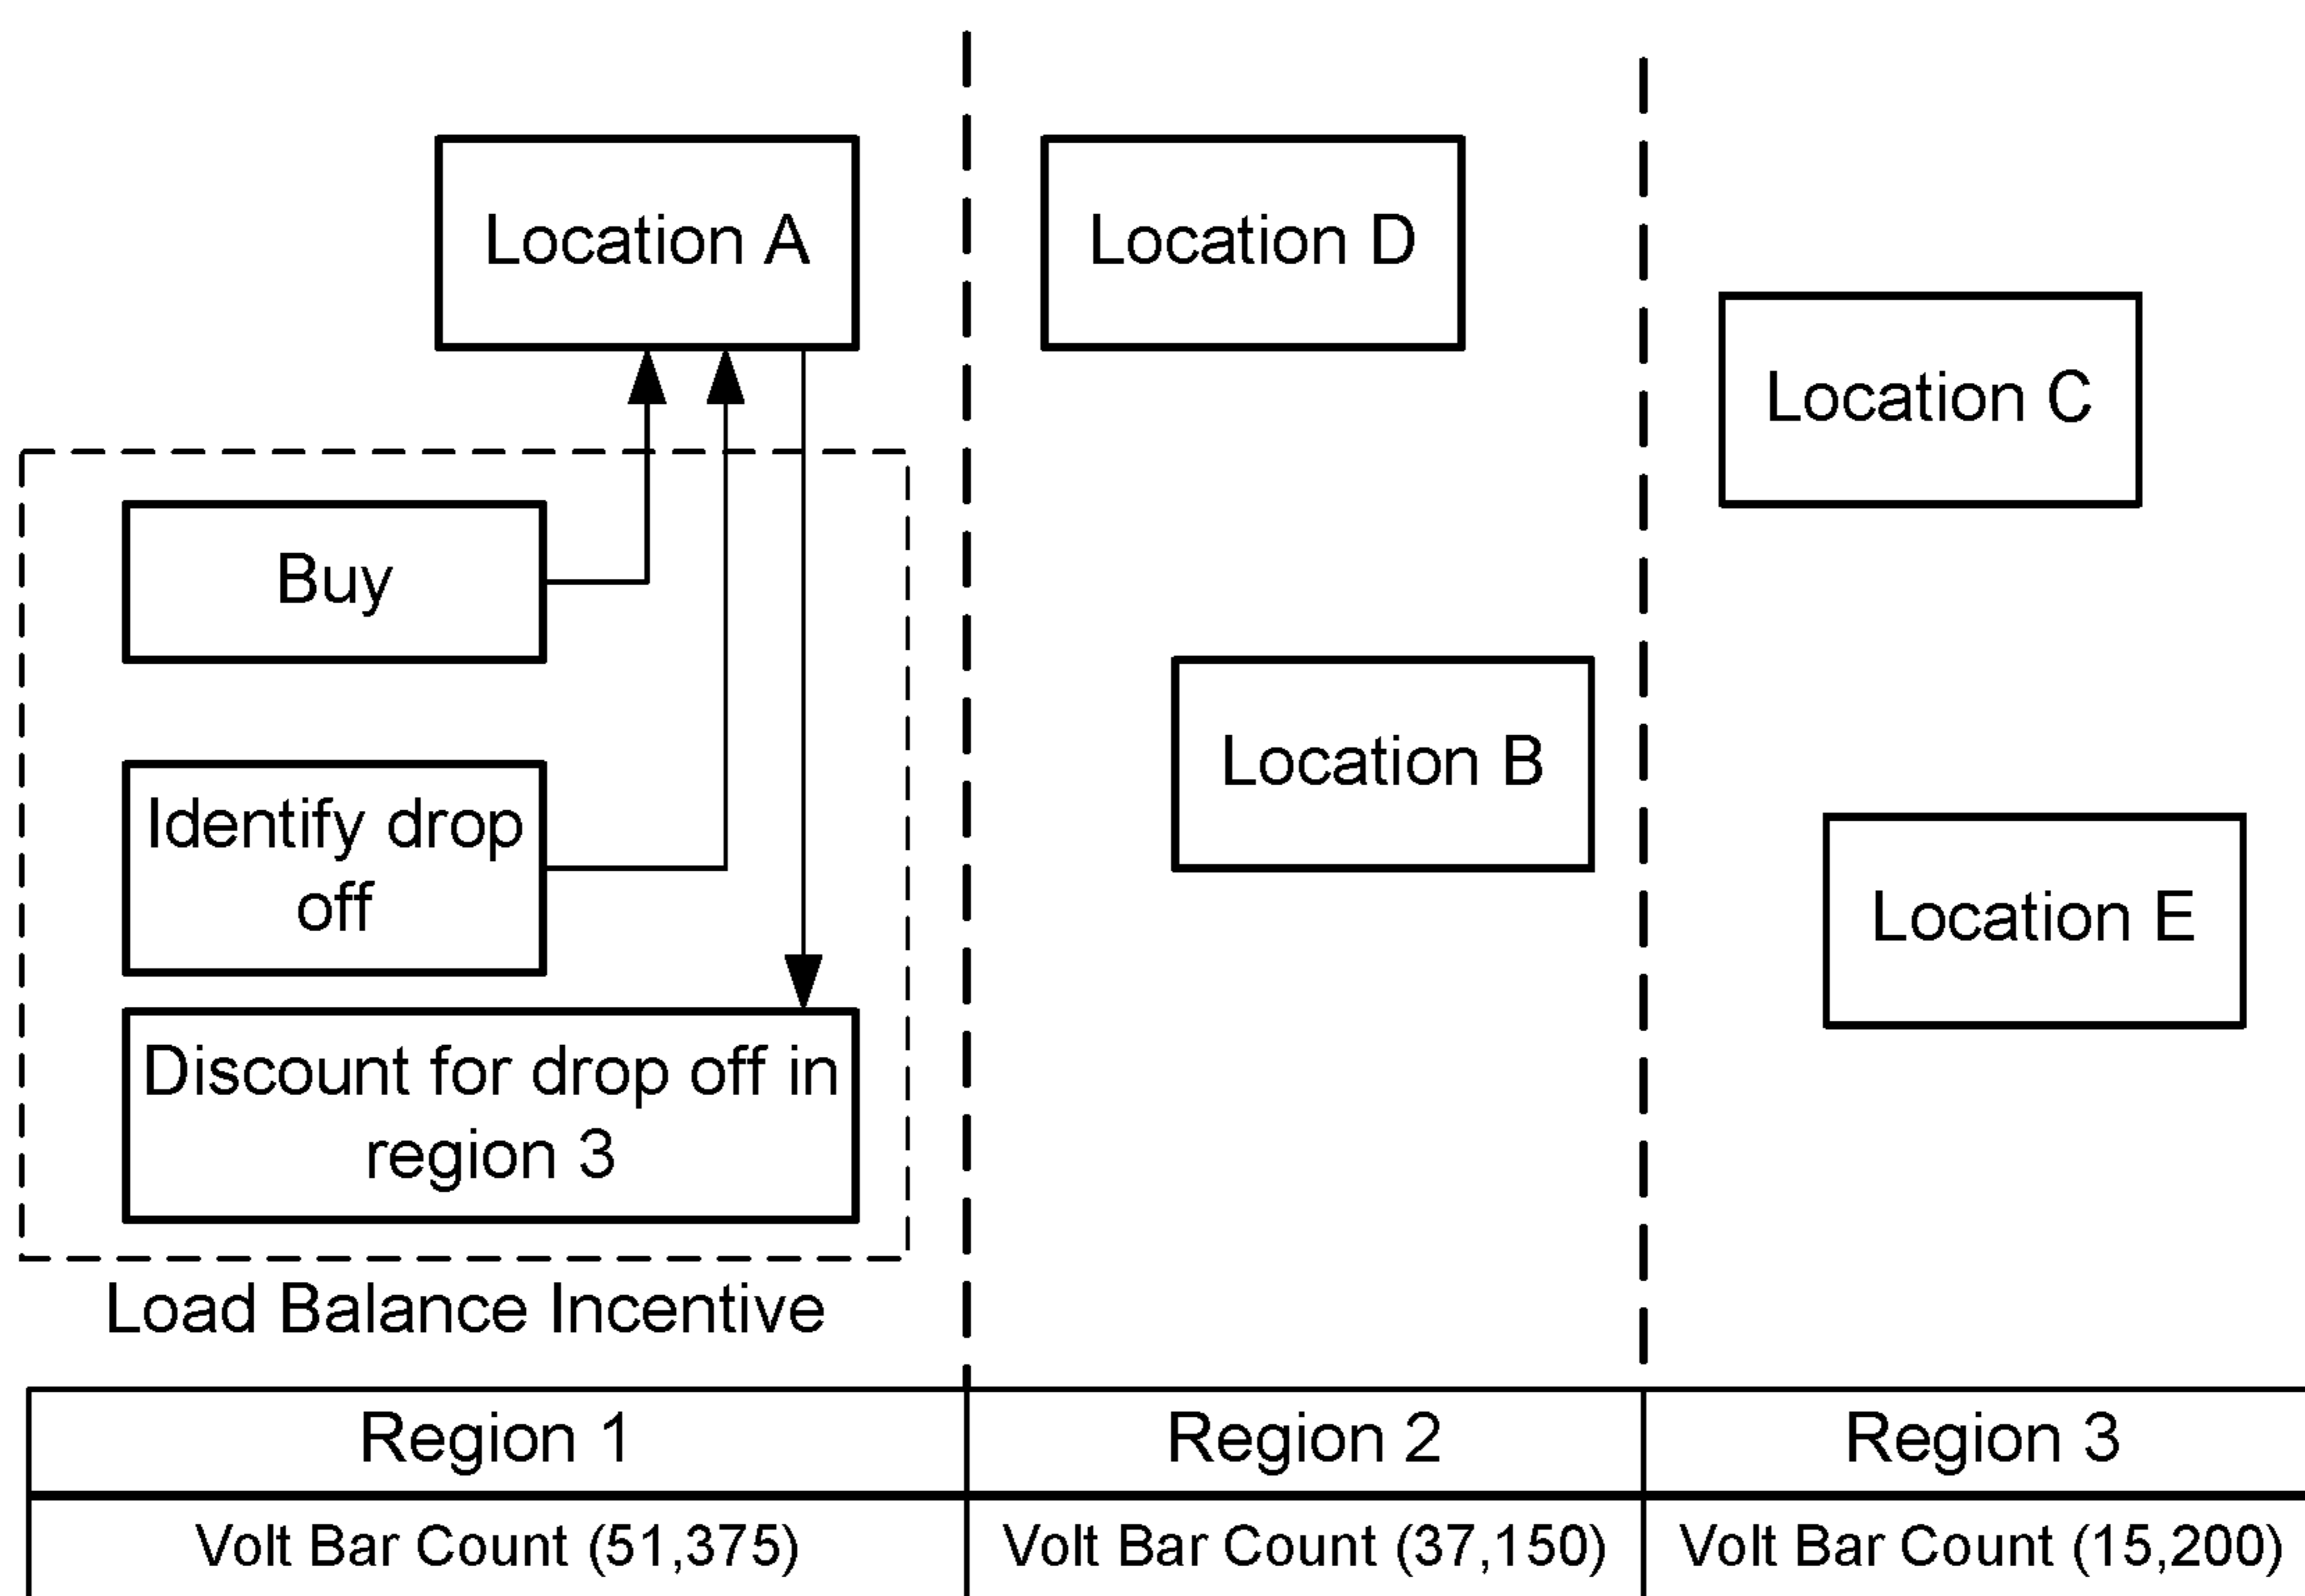 Location A
Location D
Location C
Buy
Location B
Identify drop
off
Location E
Discount for drop off in
region 3
Load Balance Incentive
Region 1
Region 2
Region 3
Volt Bar Count (51,375)
Volt Bar Count (37,150)
Volt Bar Count (15,200)